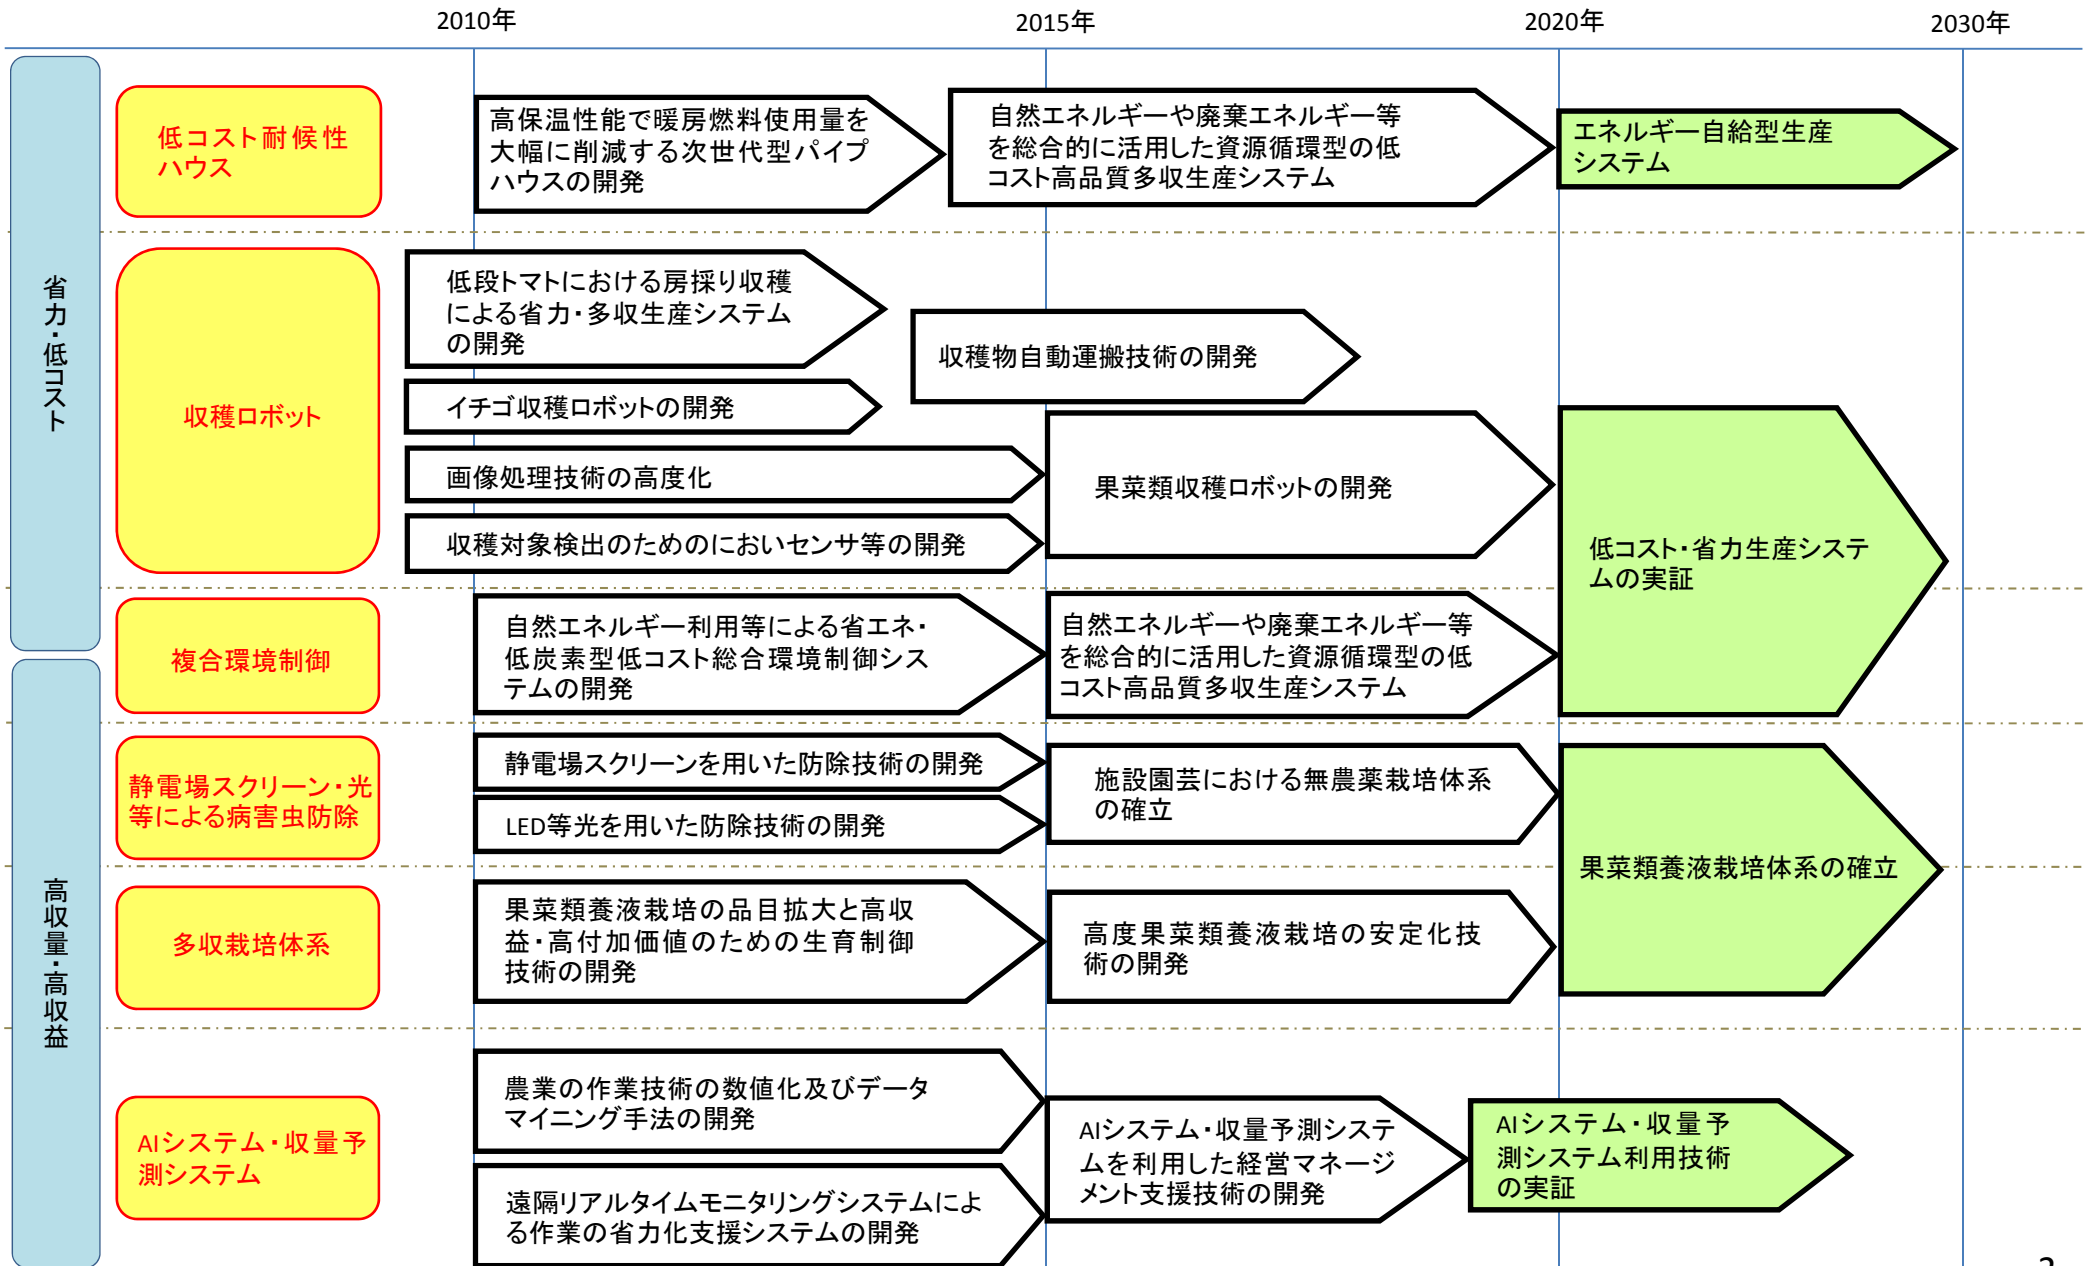 2010年
2015年
2020年
2030年
省力・低コスト
低コスト耐候性
ハウス
高保温性能で暖房燃料使用量を
大幅に削減する次世代型パイプ
ハウスの開発
自然エネルギーや廃棄エネルギー等
を総合的に活用した資源循環型の低
コスト高品質多収生産システム
エネルギー自給型生産
システム
収穫ロボット
低段トマトにおける房採り収穫
による省力・多収生産システム
の開発
収穫物自動運搬技術の開発
イチゴ収穫ロボットの開発
画像処理技術の高度化
収穫対象検出のためのにおいセンサ等の開発
果菜類収穫ロボットの開発
低コスト・省力生産システ
ムの実証
複合環境制御
自然エネルギー利用等による省エネ・
低炭素型低コスト総合環境制御シス
テムの開発
自然エネルギーや廃棄エネルギー等
を総合的に活用した資源循環型の低
コスト高品質多収生産システム
高収量・高収益
静電場スクリーン・光
等による病害虫防除
静電場スクリーンを用いた防除技術の開発
LED等光を用いた防除技術の開発
施設園芸における無農薬栽培体系
の確立
果菜類養液栽培体系の確立
多収栽培体系
果菜類養液栽培の品目拡大と高収
益・高付加価値のための生育制御
技術の開発
高度果菜類養液栽培の安定化技
術の開発
AIシステム・収量予
測システム
農業の作業技術の数値化及びデータ
マイニング手法の開発
遠隔リアルタイムモニタリングシステムによ
る作業の省力化支援システムの開発
AIシステム・収量予測システ
ムを利用した経営マネージ
メント支援技術の開発
AIシステム・収量予
測システム利用技術
の実証